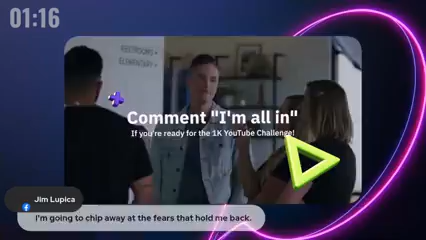 01:16
RESTROOMS
ELEMENTARY
Comment "I'm all in"
If you're ready for the 1K YouTube Challenge!
Jim Lupica
I'm going to chip away at the fears that hold me back.